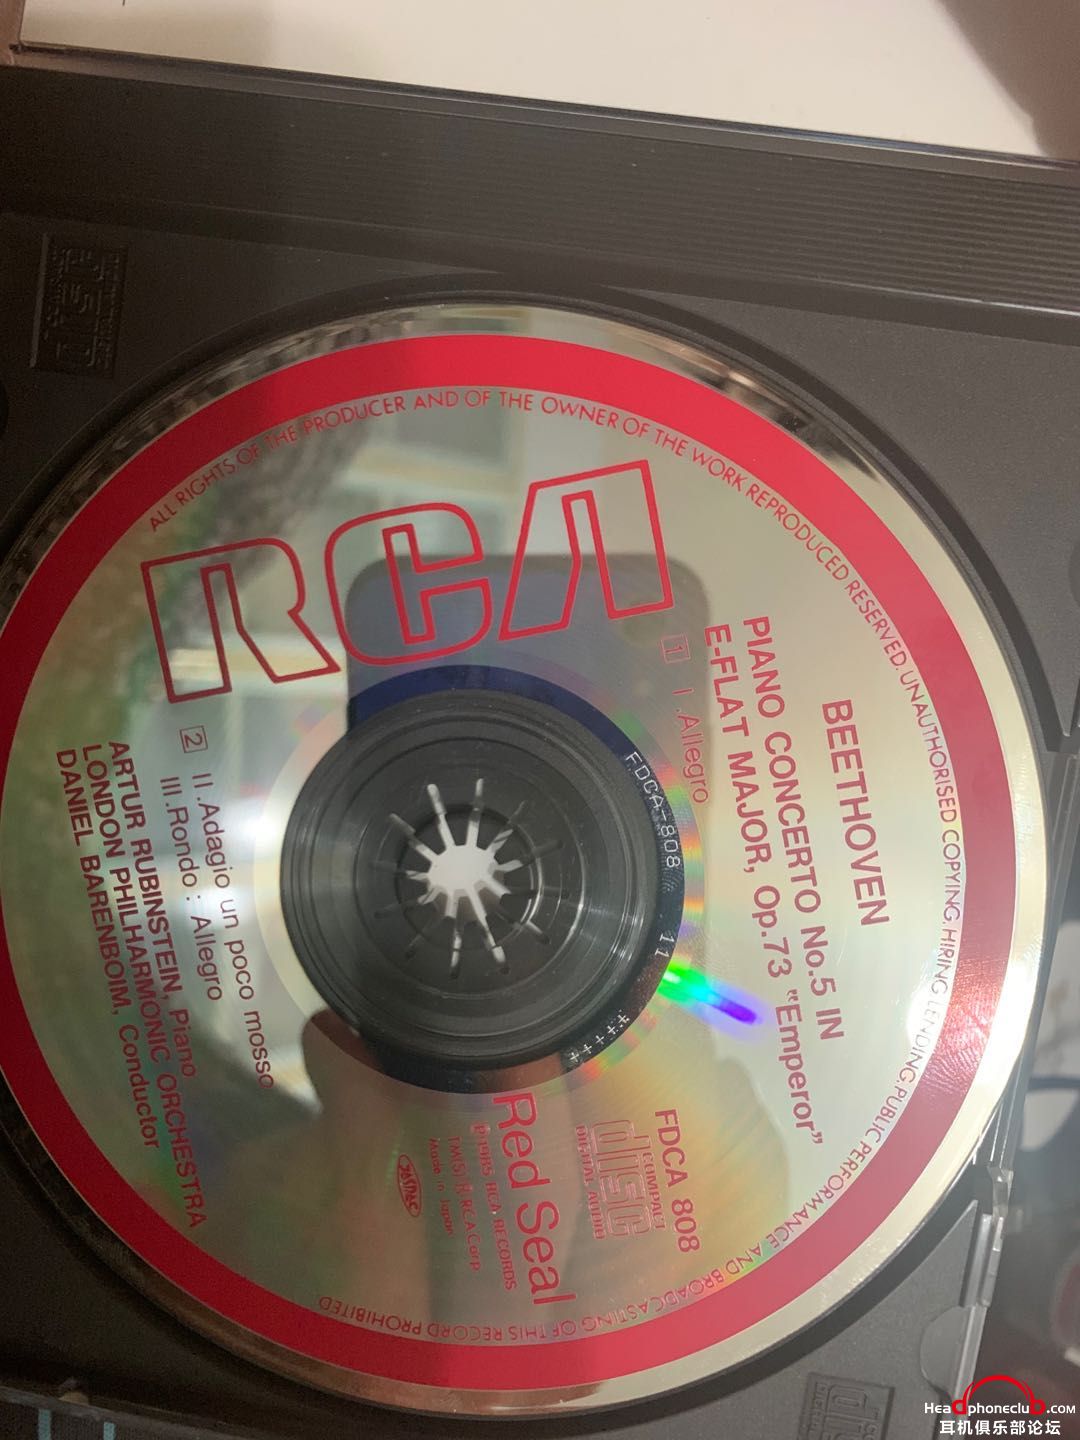 ALL RIGHTS OF THE PRODUCER AND OF THE OWNER OF THE WORK REPRODUCED RESERVED. UNAUTHORISED COPYING, HIRING, LENDING, PUBLIC PERFORMANCE AND BROADCASTING OF THIS RECORD PROHIBITED
RCA
BEETHOVEN
PIANO CONCERTO No.5 IN
E-FLAT MAJOR, Op.73 "Emperor"
1 I.Allegro
2 II.Adagio un poco mosso
III.Rondo : Allegro
ARTUR RUBINSTEIN, Piano
LONDON PHILHARMONIC ORCHESTRA
DANIEL BARENBOIM, Conductor
FDCA-808 11 +++++
FDCA 808
COMPACT
disc
DIGITAL AUDIO
Red Seal
℗1985 RCA RECORDS
TM(S) ® RCA Corp
Made in Japan
JASRAC
disc
Headphoneclub.com
耳机俱乐部论坛